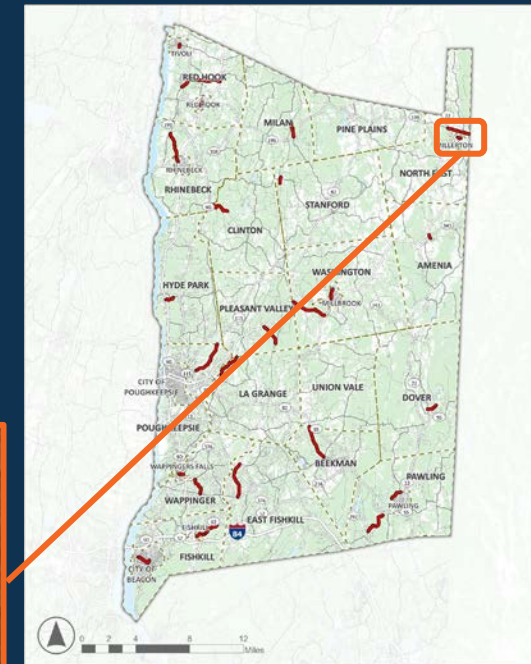 TIVOLI
RED HOOK
RED HOOK
MILAN
PINE PLAINS
MILLERTON
NORTH EAST
RHINEBECK
RHINEBECK
STANFORD
CLINTON
AMENIA
WASHINGTON
HYDE PARK
MILLBROOK
PLEASANT VALLEY
CITY OF
POUGHKEEPSIE
LA GRANGE
UNION VALE
DOVER
POUGHKEEPSIE
WAPPINGERS FALLS
BEEKMAN
PAWLING
WAPPINGER
PAWLING
FISHKILL
EAST FISHKILL
84
FISHKILL
CITY OF
BEACON
0 2 4 8 12
Miles